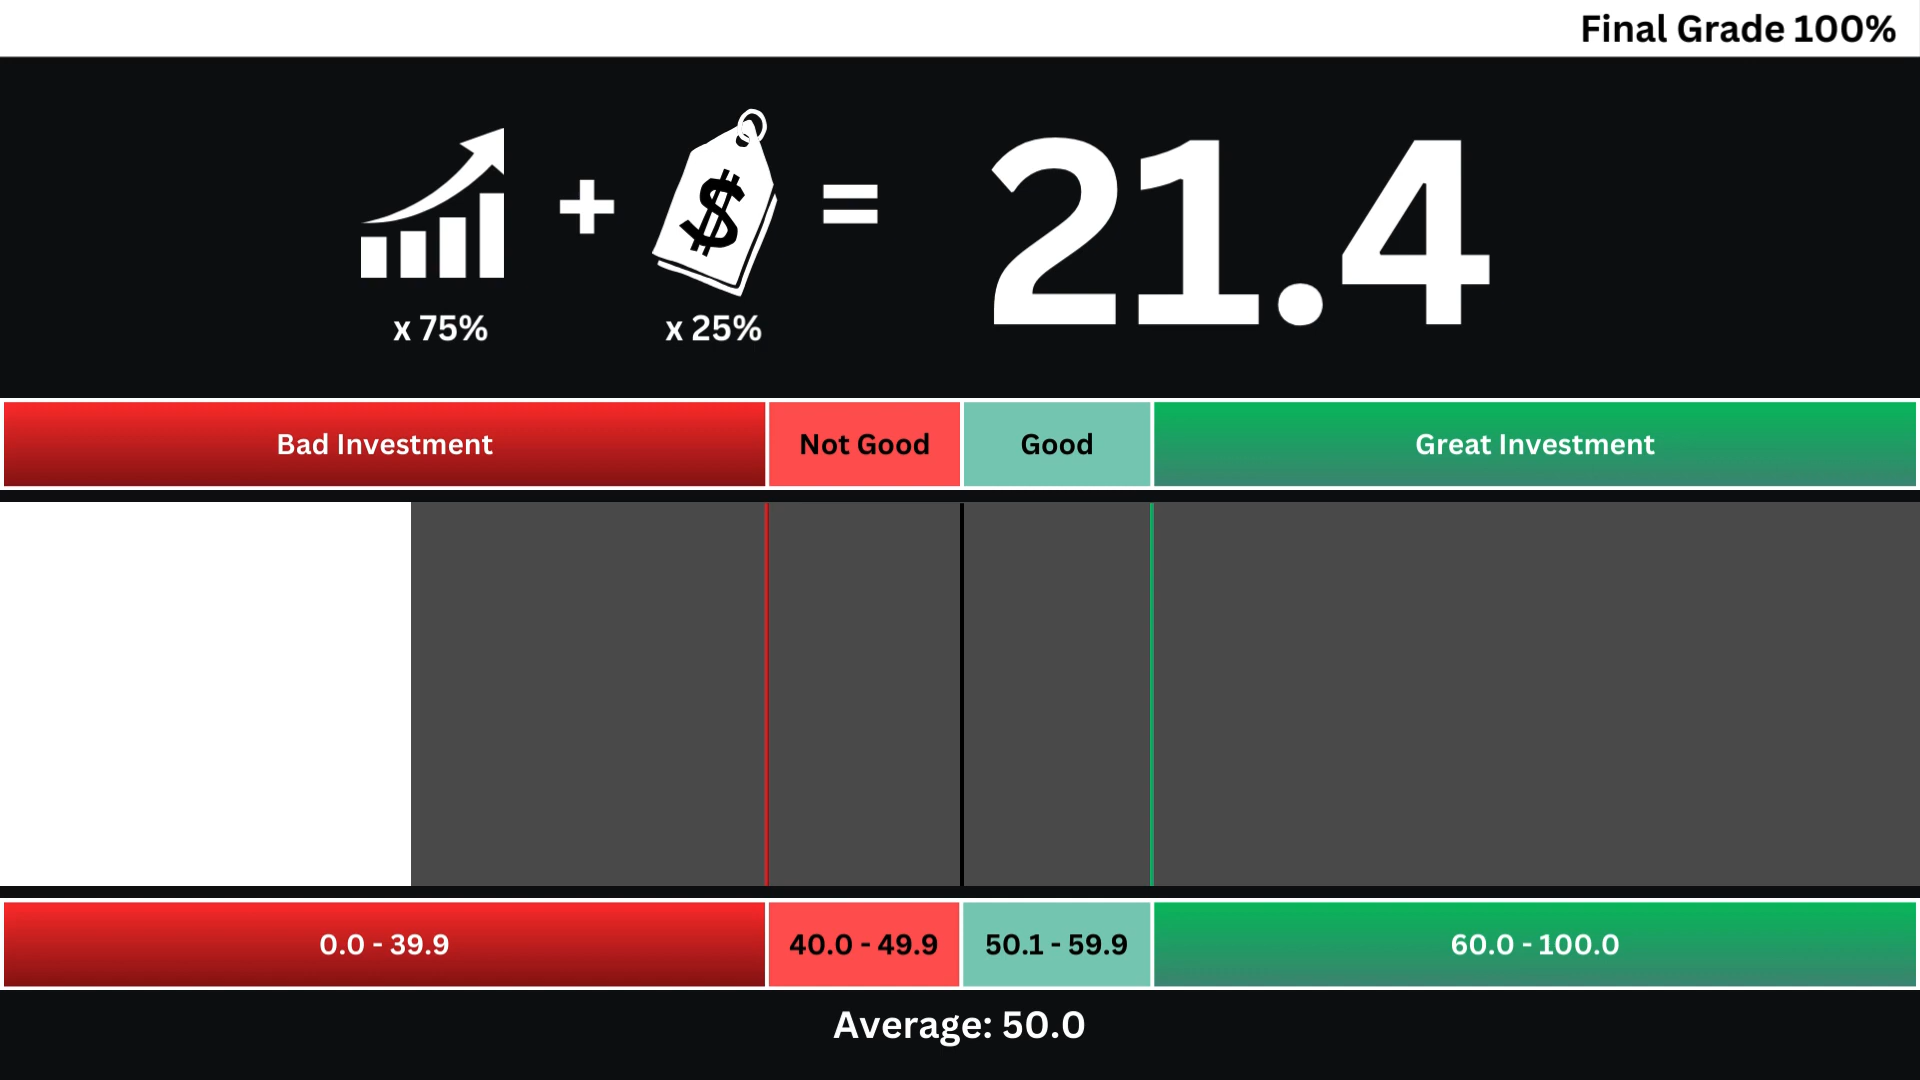 Final Grade 100%
+ $ = 21.4
x 75% x 25%
Bad Investment Not Good Good Great Investment
0.0 - 39.9 40.0 - 49.9 50.1 - 59.9 60.0 - 100.0
Average: 50.0